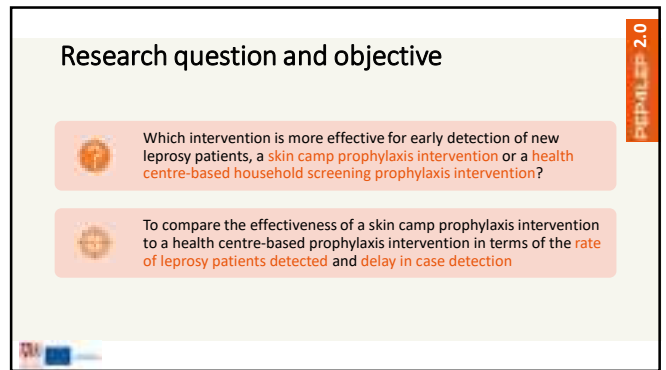 Research question and objective
PEP4LEP 2.0
Which intervention is more effective for early detection of new
leprosy patients, a skin camp prophylaxis intervention or a health
centre-based household screening prophylaxis intervention?
To compare the effectiveness of a skin camp prophylaxis intervention
to a health centre-based prophylaxis intervention in terms of the rate
of leprosy patients detected and delay in case detection